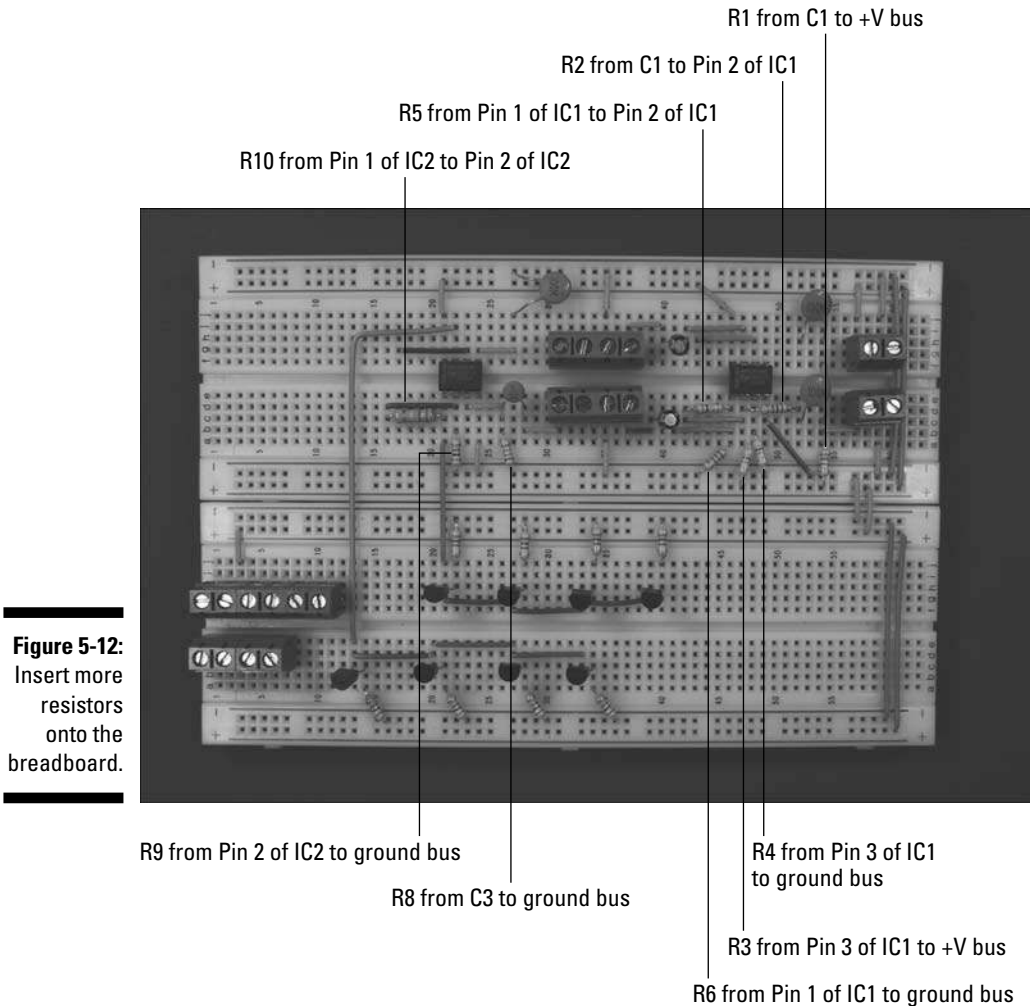 R1 from C1 to +V bus
R2 from C1 to Pin 2 of IC1
R5 from Pin 1 of IC1 to Pin 2 of IC1
R10 from Pin 1 of IC2 to Pin 2 of IC2
Figure 5-12:
Insert more
resistors
onto the
breadboard.
R9 from Pin 2 of IC2 to ground bus
R8 from C3 to ground bus
R4 from Pin 3 of IC1
to ground bus
R3 from Pin 3 of IC1 to +V bus
R6 from Pin 1 of IC1 to ground bus